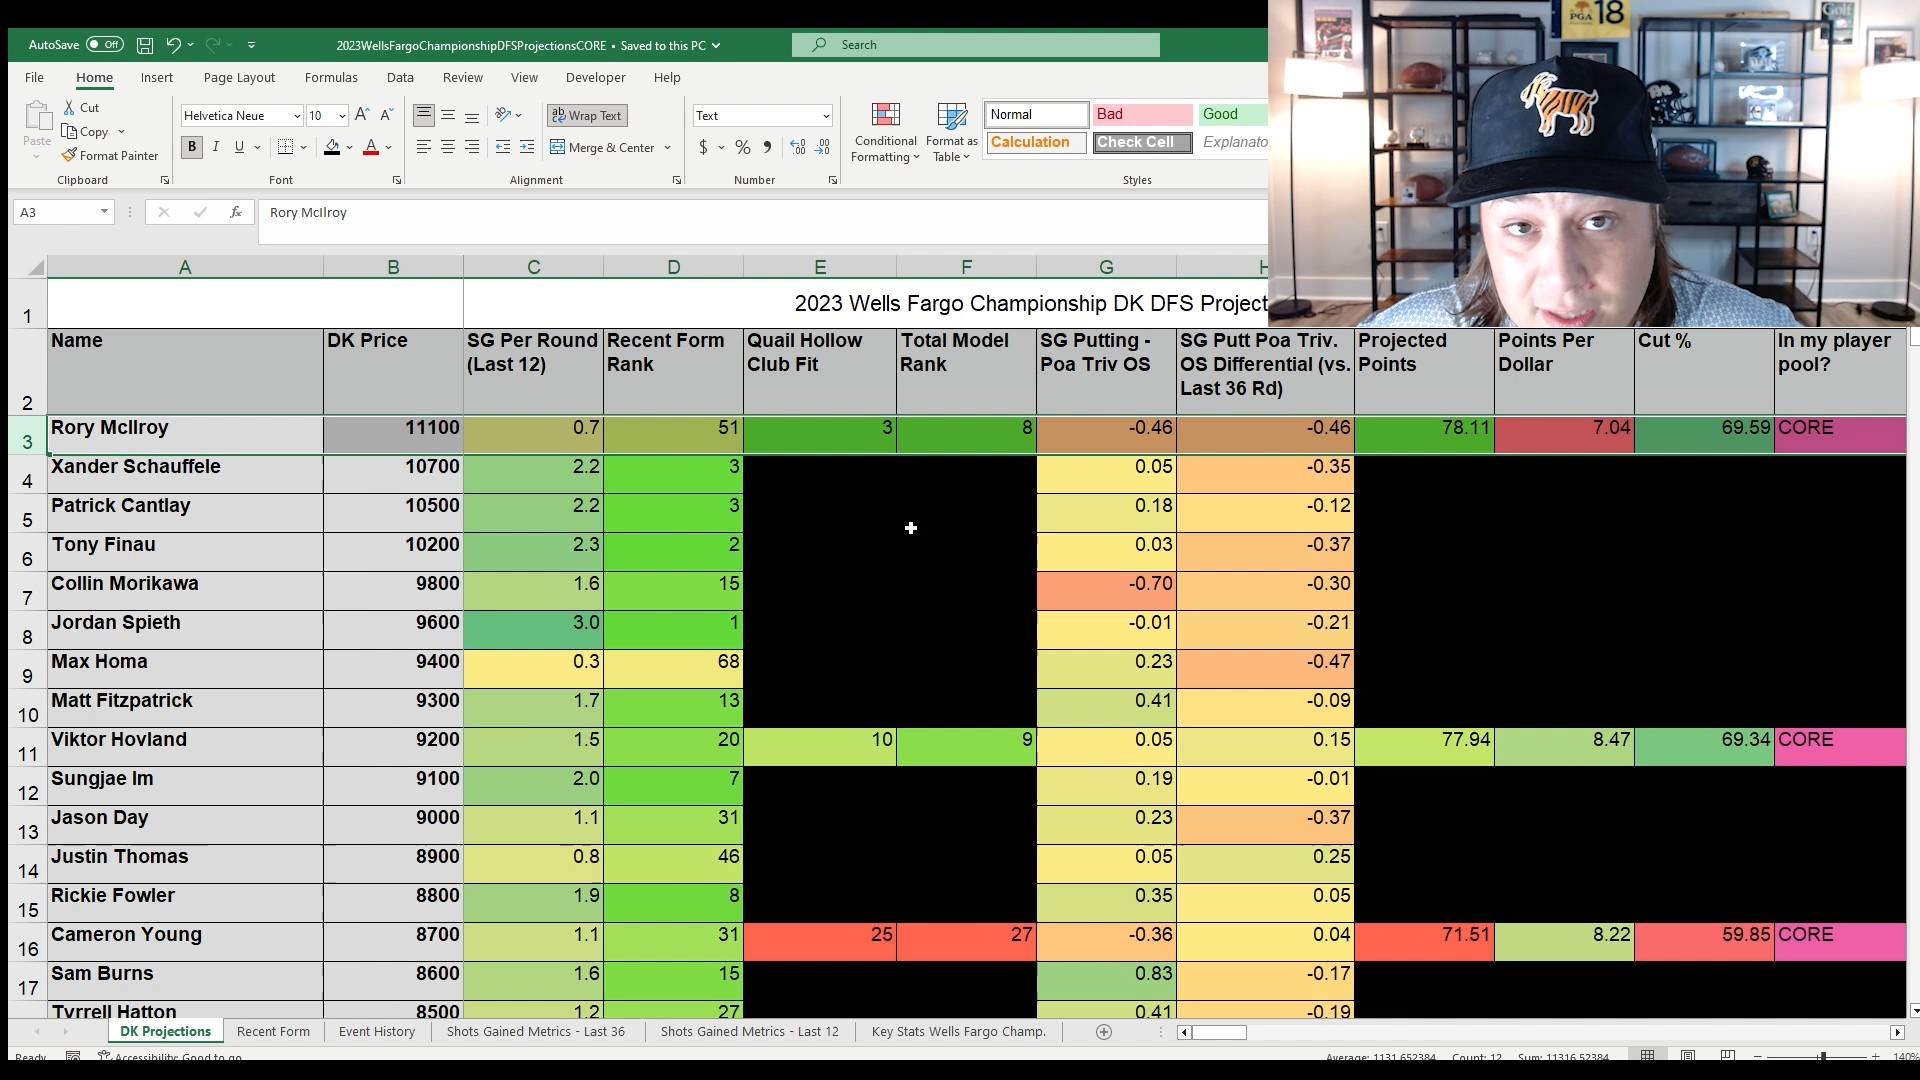 AutoSave Off 2023WellsFargoChampionshipDFSProjectionsCORE • Saved to this PC Search
PGA 18
Golf
File Home Insert Page Layout Formulas Data Review View Developer Help
Paste Cut Copy Format Painter
Clipboard
Helvetica Neue 10
B I U
Font
ab Wrap Text
Merge & Center
Alignment
Text
$ % ,
Number
Conditional Formatting Format as Table
Normal Bad Good
Calculation Check Cell Explanato
Styles
A3 fx Rory McIlroy
A B C D E F G H
1 2023 Wells Fargo Championship DK DFS Project
2 Name DK Price SG Per Round (Last 12) Recent Form Rank Quail Hollow Club Fit Total Model Rank SG Putting - Poa Triv OS SG Putt Poa Triv. OS Differential (vs. Last 36 Rd) Projected Points Points Per Dollar Cut % In my player pool?
3 Rory McIlroy 11100 0.7 51 3 8 -0.46 -0.46 78.11 7.04 69.59 CORE
4 Xander Schauffele 10700 2.2 3 0.05 -0.35
5 Patrick Cantlay 10500 2.2 3 0.18 -0.12
6 Tony Finau 10200 2.3 2 0.03 -0.37
7 Collin Morikawa 9800 1.6 15 -0.70 -0.30
8 Jordan Spieth 9600 3.0 1 -0.01 -0.21
9 Max Homa 9400 0.3 68 0.23 -0.47
10 Matt Fitzpatrick 9300 1.7 13 0.41 -0.09
11 Viktor Hovland 9200 1.5 20 10 9 0.05 0.15 77.94 8.47 69.34 CORE
12 Sungjae Im 9100 2.0 7 0.19 -0.01
13 Jason Day 9000 1.1 31 0.23 -0.37
14 Justin Thomas 8900 0.8 46 0.05 0.25
15 Rickie Fowler 8800 1.9 8 0.35 0.05
16 Cameron Young 8700 1.1 31 25 27 -0.36 0.04 71.51 8.22 59.85 CORE
17 Sam Burns 8600 1.6 15 0.83 -0.17
Tyrrell Hatton 8500 1.2 27 0.41 -0.19
DK Projections Recent Form Event History Shots Gained Metrics - Last 36 Shots Gained Metrics - Last 12 Key Stats Wells Fargo Champ.
Ready Accessibility: Good to go Average: 1131.652384 Count: 12 Sum: 11316.52384 140%